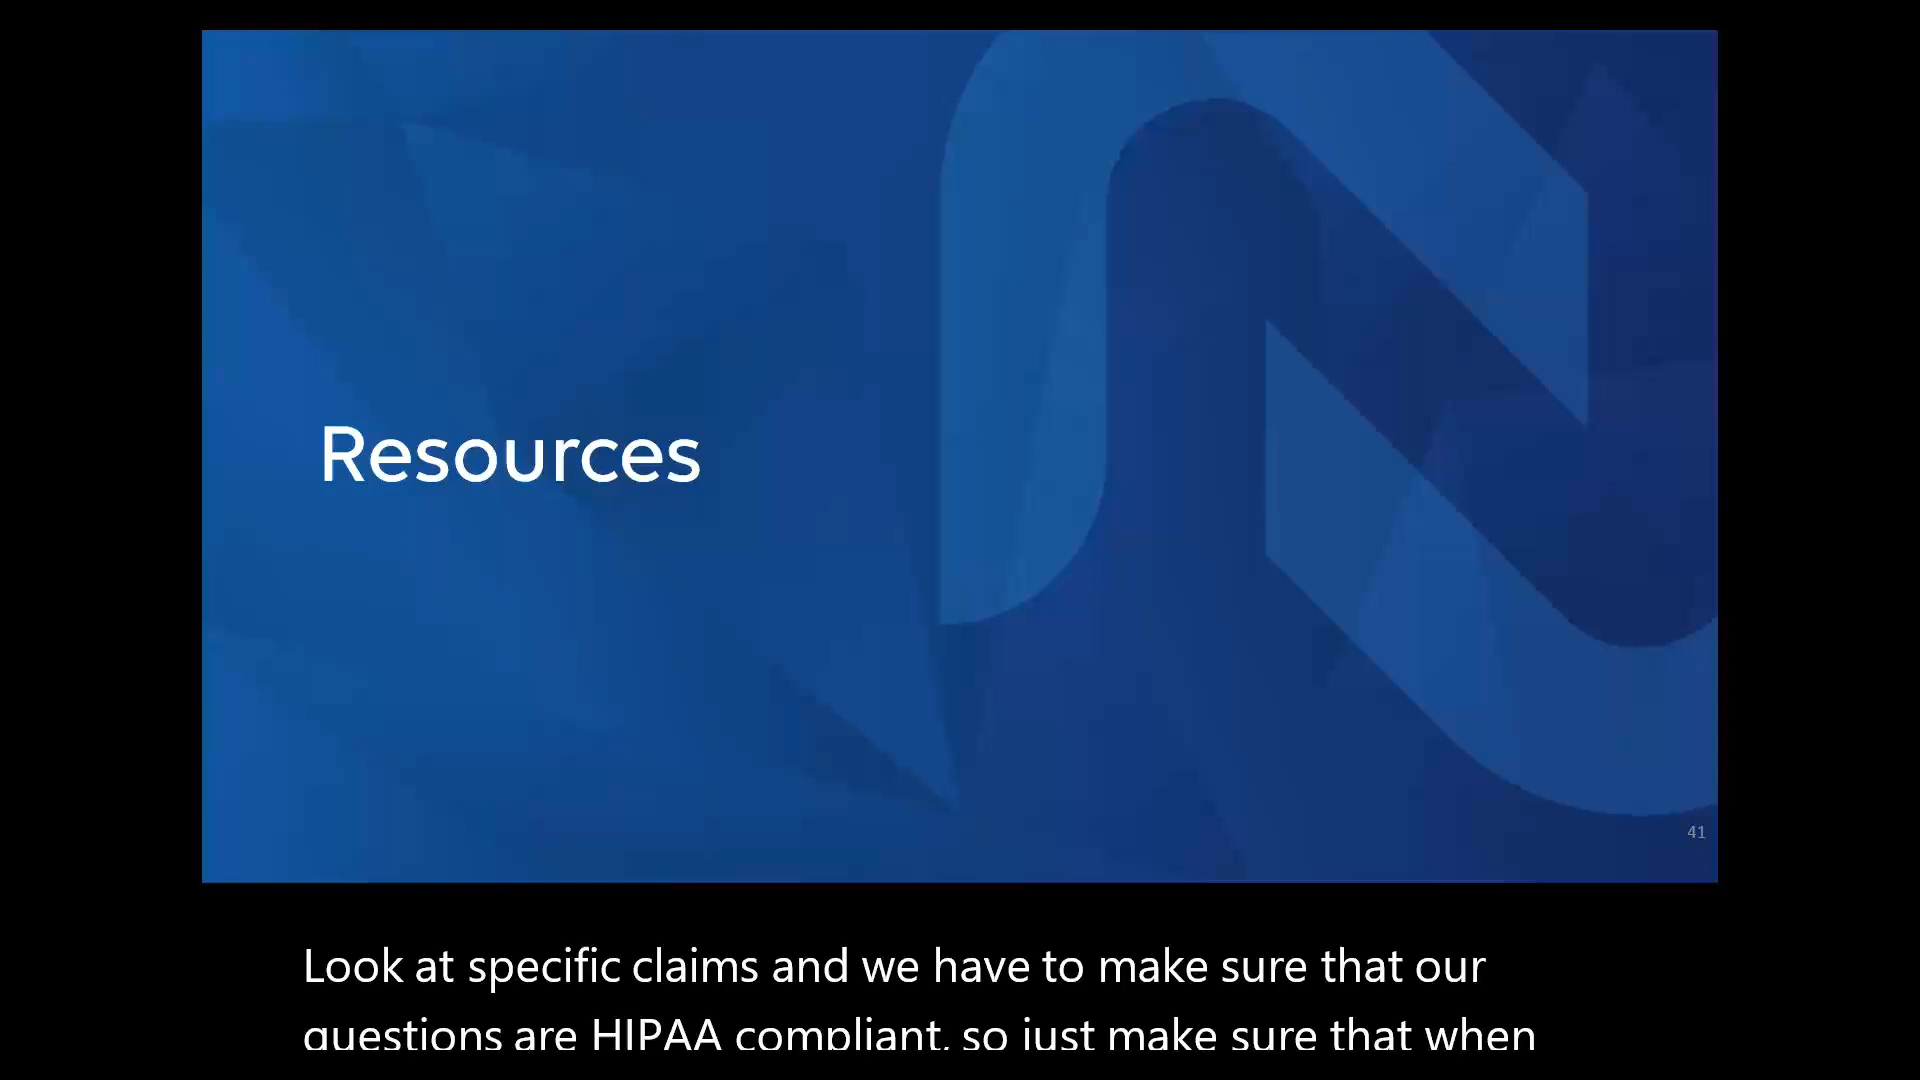 Resources
41
Look at specific claims and we have to make sure that our
questions are HIPAA compliant, so just make sure that when